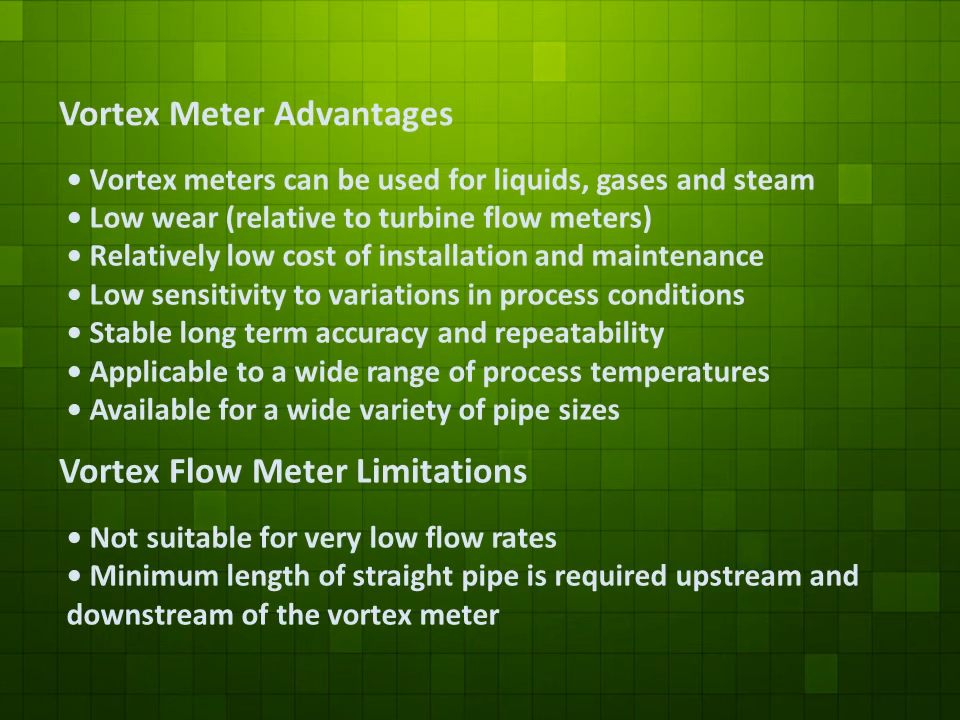 Vortex Meter Advantages
• Vortex meters can be used for liquids, gases and steam
• Low wear (relative to turbine flow meters)
• Relatively low cost of installation and maintenance
• Low sensitivity to variations in process conditions
• Stable long term accuracy and repeatability
• Applicable to a wide range of process temperatures
• Available for a wide variety of pipe sizes
Vortex Flow Meter Limitations
• Not suitable for very low flow rates
• Minimum length of straight pipe is required upstream and
downstream of the vortex meter